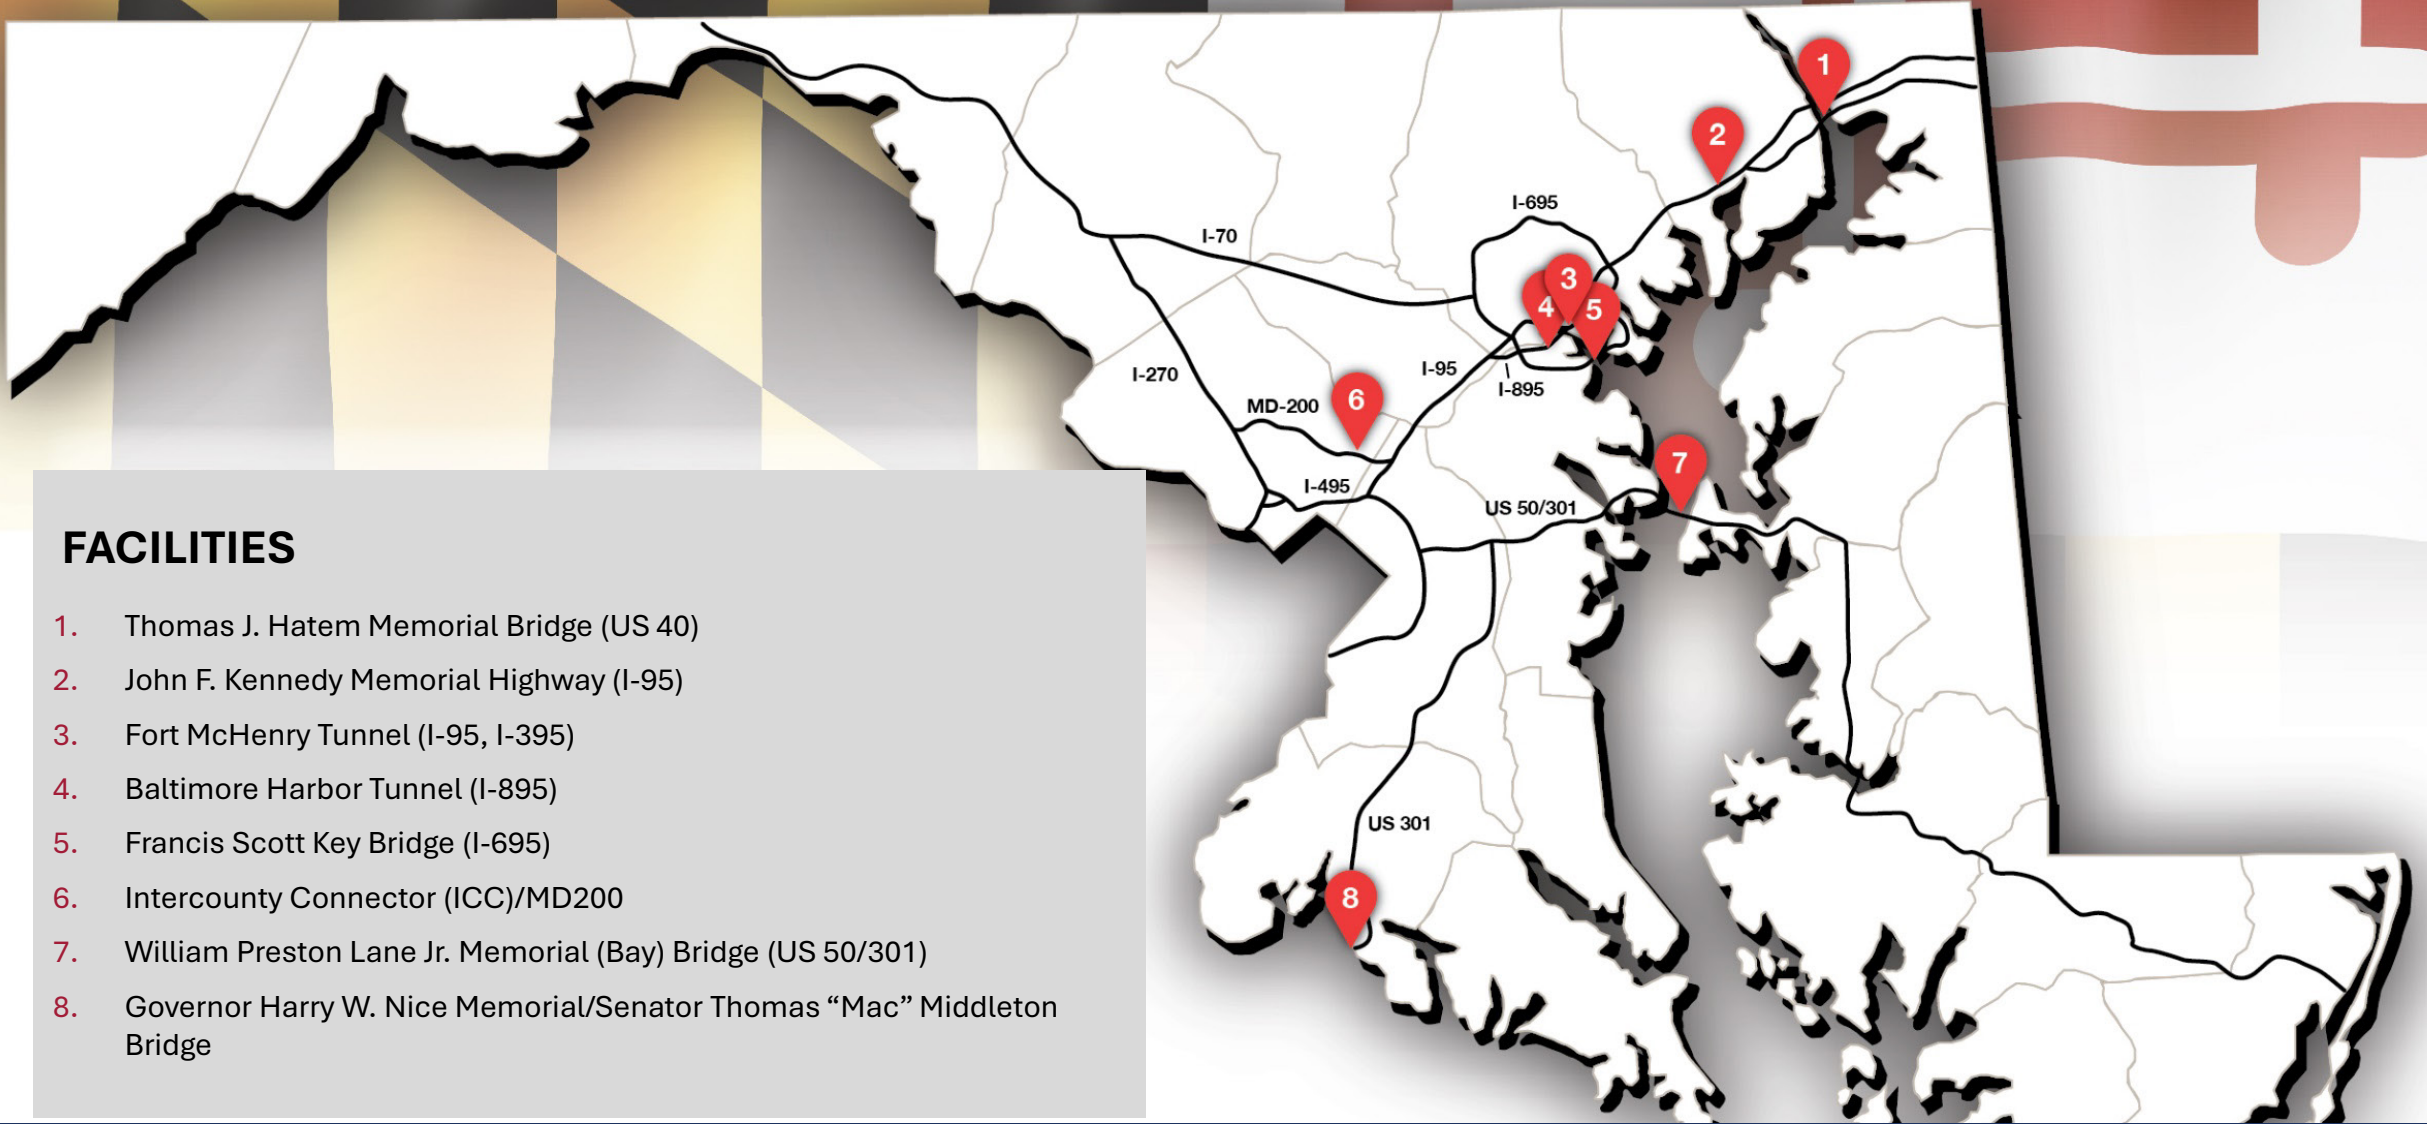 1
2
I-695
I-70
3
4
5
I-270
I-95
I-895
MD-200
6
7
I-495
US 50/301
US 301
8
FACILITIES
1. Thomas J. Hatem Memorial Bridge (US 40)
2. John F. Kennedy Memorial Highway (I-95)
3. Fort McHenry Tunnel (I-95, I-395)
4. Baltimore Harbor Tunnel (I-895)
5. Francis Scott Key Bridge (I-695)
6. Intercounty Connector (ICC)/MD200
7. William Preston Lane Jr. Memorial (Bay) Bridge (US 50/301)
8. Governor Harry W. Nice Memorial/Senator Thomas “Mac” Middleton
Bridge